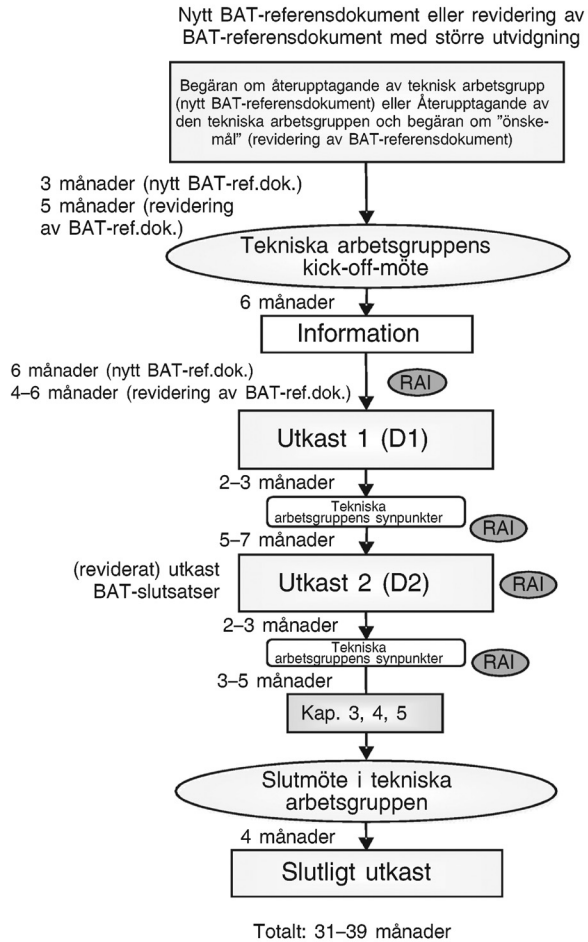 Nytt BAT-referensdokument eller revidering av
BAT-referensdokument med större utvidgning
Begäran om återupptagande av teknisk arbetsgrupp
(nytt BAT-referensdokument) eller Återupptagande av
den tekniska arbetsgruppen och begäran om ”önske-
mål” (revidering av BAT-referensdokument)
3 månader (nytt BAT-ref.dok.)
5 månader (revidering
av BAT-ref.dok.)
Tekniska arbetsgruppens
kick-off-möte
6 månader
Information
6 månader (nytt BAT-ref.dok.)
4–6 månader (revidering av BAT-ref.dok.)
RAI
Utkast 1 (D1)
2–3 månader
Tekniska
arbetsgruppens synpunkter
RAI
5–7 månader
(reviderat) utkast
BAT-slutsatser
Utkast 2 (D2)
RAI
2–3 månader
Tekniska
arbetsgruppens synpunkter
RAI
3–5 månader
Kap. 3, 4, 5
Slutmöte i tekniska
arbetsgruppen
4 månader
Slutligt utkast
Totalt: 31–39 månader